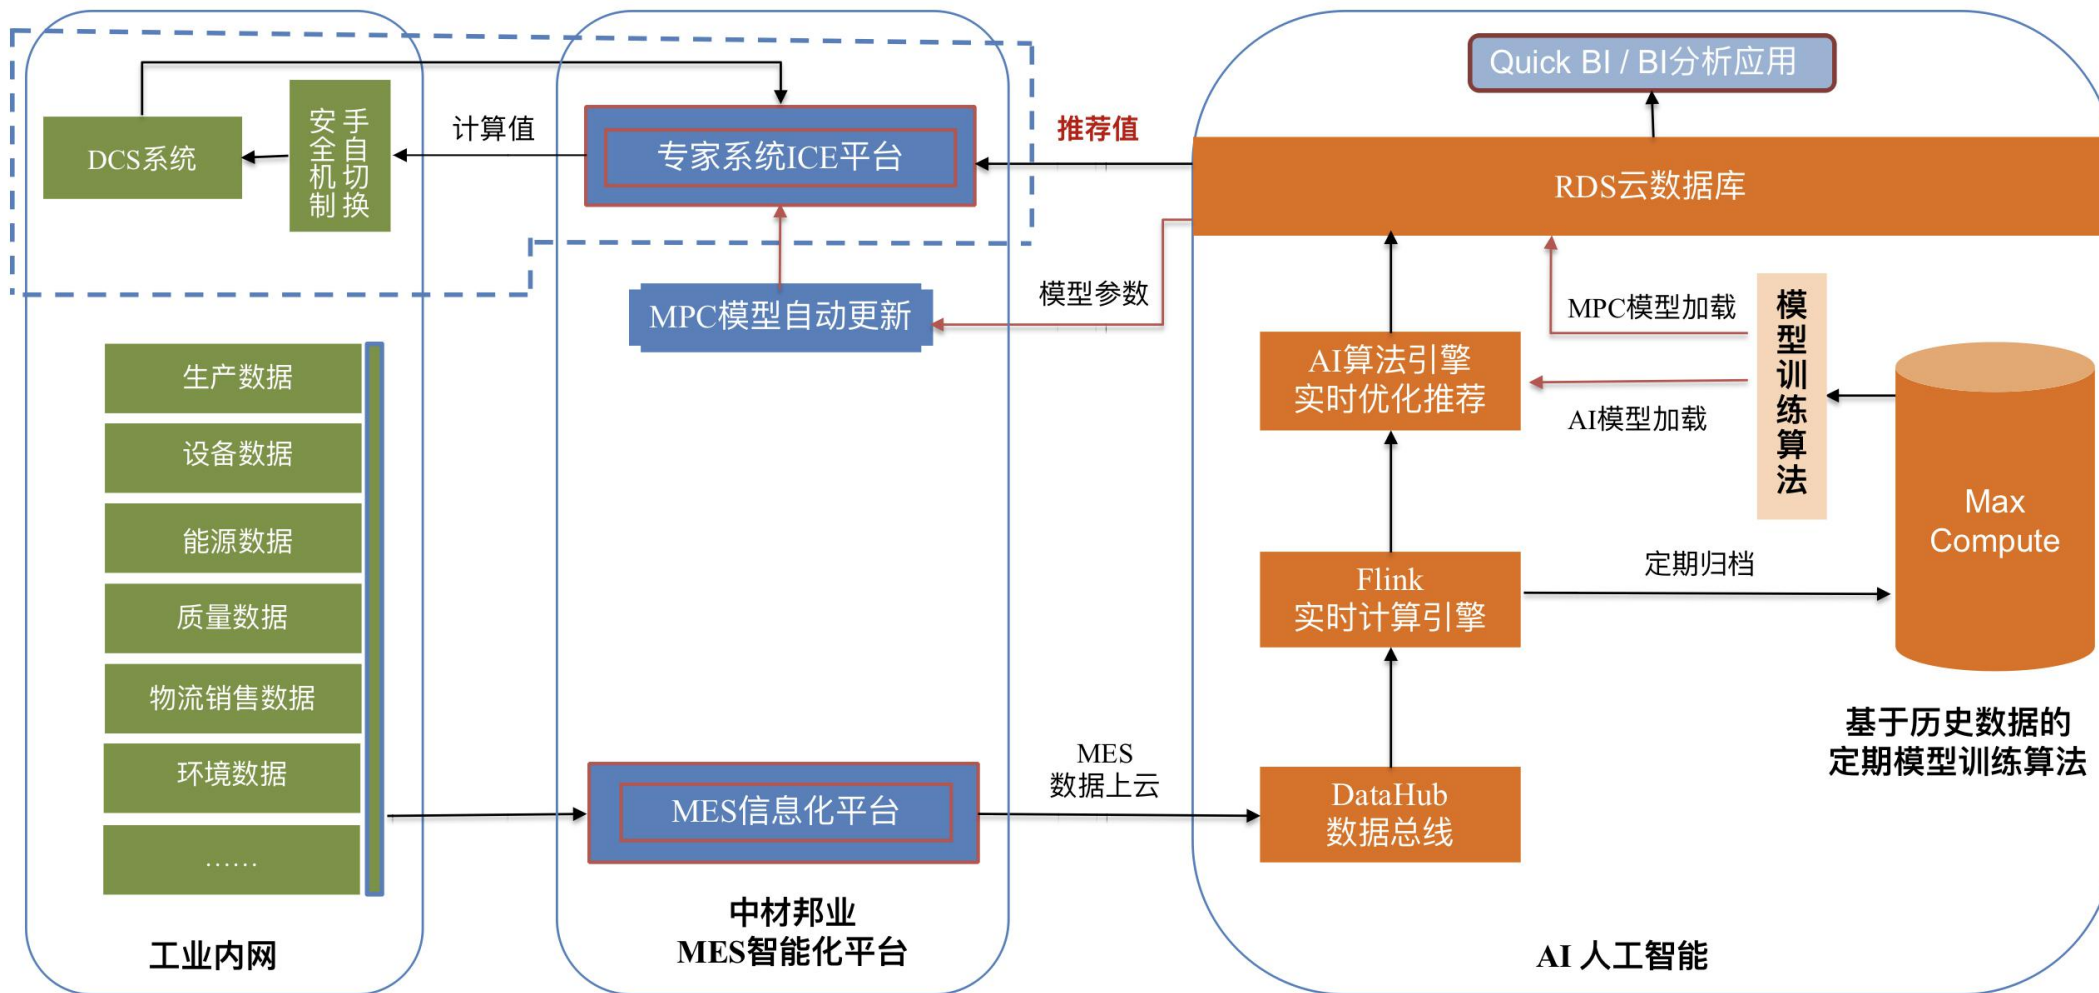 DCS系统
手自切换
安全机制
计算值
专家系统ICE平台
推荐值
Quick BI / BI分析应用
RDS云数据库
MPC模型自动更新
模型参数
MPC模型加载
AI模型加载
模型训练算法
AI算法引擎
实时优化推荐
Max
Compute
Flink
实时计算引擎
定期归档
基于历史数据的
定期模型训练算法
生产数据
设备数据
能源数据
质量数据
物流销售数据
环境数据
……
MES信息化平台
MES
数据上云
DataHub
数据总线
工业内网
中材邦业
MES智能化平台
AI 人工智能